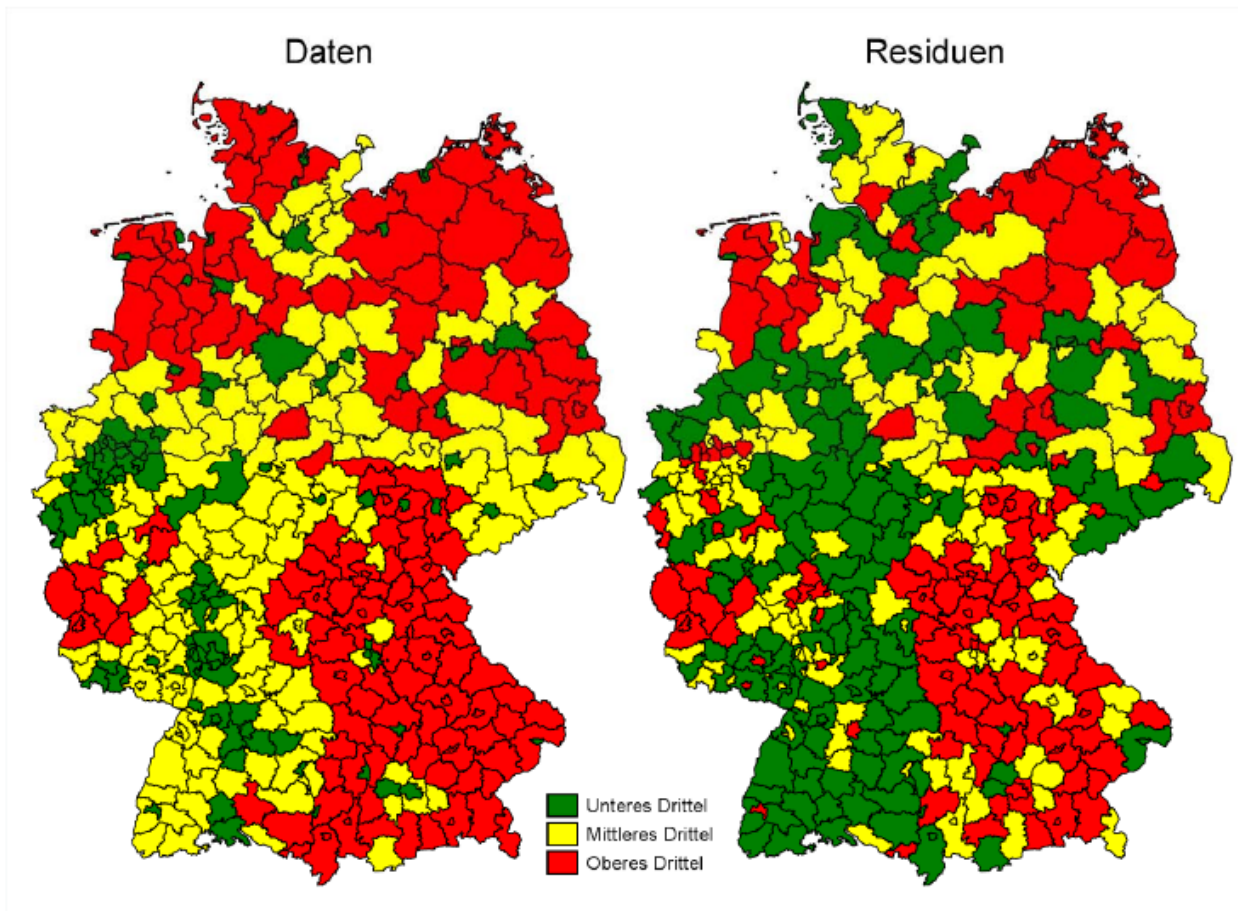 Daten
Residuen
Unteres Drittel
Mittleres Drittel
Oberes Drittel